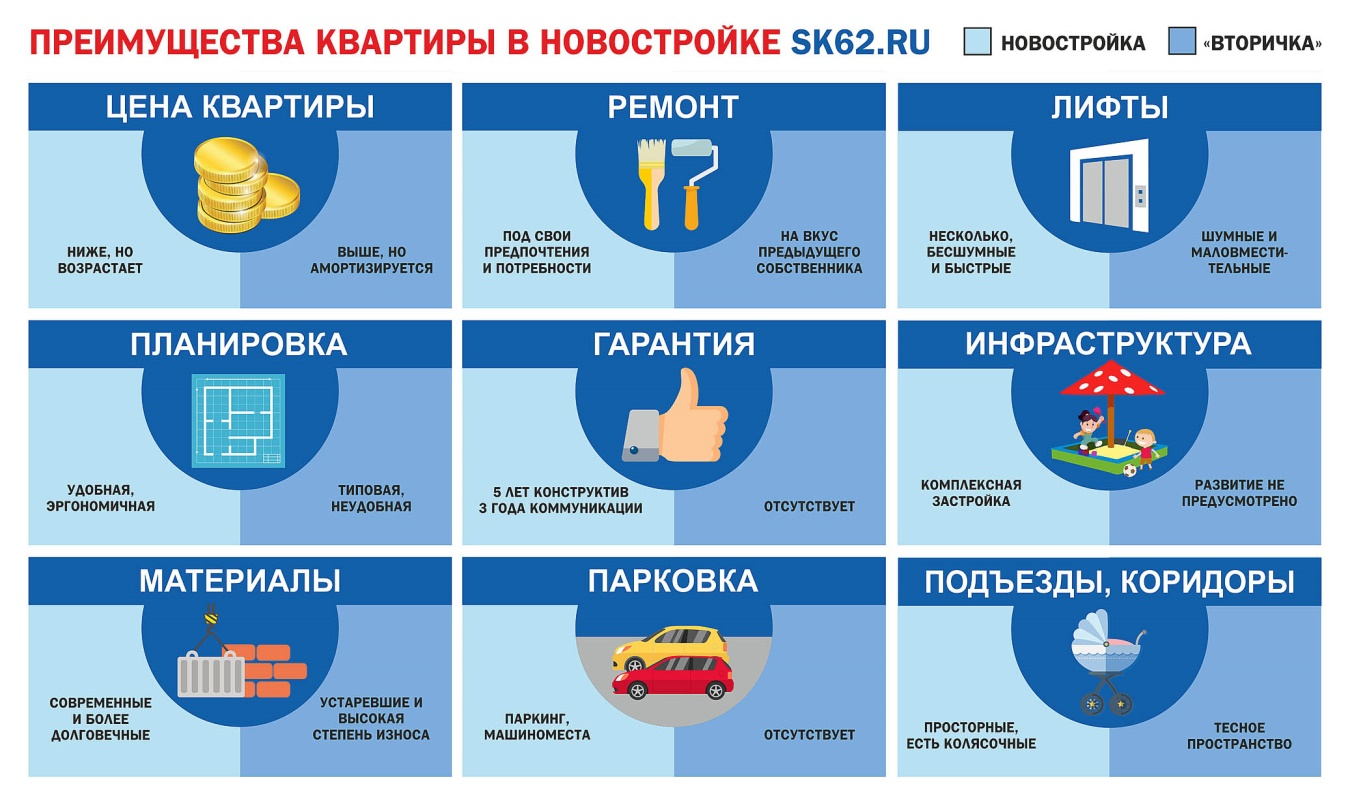 ПРЕИМУЩЕСТВА КВАРТИРЫ В НОВОСТРОЙКЕ SK62.RU
НОВОСТРОЙКА
«ВТОРИЧКА»
ЦЕНА КВАРТИРЫ
НИЖЕ, НО
ВОЗРАСТАЕТ
ВЫШЕ, НО
АМОРТИЗИРУЕТСЯ
РЕМОНТ
ПОД СВОИ
ПРЕДПОЧТЕНИЯ
И ПОТРЕБНОСТИ
НА ВКУС
ПРЕДЫДУЩЕГО
СОБСТВЕННИКА
ЛИФТЫ
НЕСКОЛЬКО,
БЕСШУМНЫЕ
И БЫСТРЫЕ
ШУМНЫЕ И
МАЛОВМЕСТИ-
ТЕЛЬНЫЕ
ПЛАНИРОВКА
УДОБНАЯ,
ЭРГОНОМИЧНАЯ
ТИПОВАЯ,
НЕУДОБНАЯ
ГАРАНТИЯ
5 ЛЕТ КОНСТРУКТИВ
3 ГОДА КОММУНИКАЦИИ
ОТСУТСТВУЕТ
ИНФРАСТРУКТУРА
КОМПЛЕКСНАЯ
ЗАСТРОЙКА
РАЗВИТИЕ НЕ
ПРЕДУСМОТРЕНО
МАТЕРИАЛЫ
СОВРЕМЕННЫЕ
И БОЛЕЕ
ДОЛГОВЕЧНЫЕ
УСТАРЕВШИЕ И
ВЫСОКАЯ
СТЕПЕНЬ ИЗНОСА
ПАРКОВКА
ПАРКИНГ,
МАШИНОМЕСТА
ОТСУТСТВУЕТ
ПОДЪЕЗДЫ, КОРИДОРЫ
ПРОСТОРНЫЕ,
ЕСТЬ КОЛЯСОЧНЫЕ
ТЕСНОЕ
ПРОСТРАНСТВО